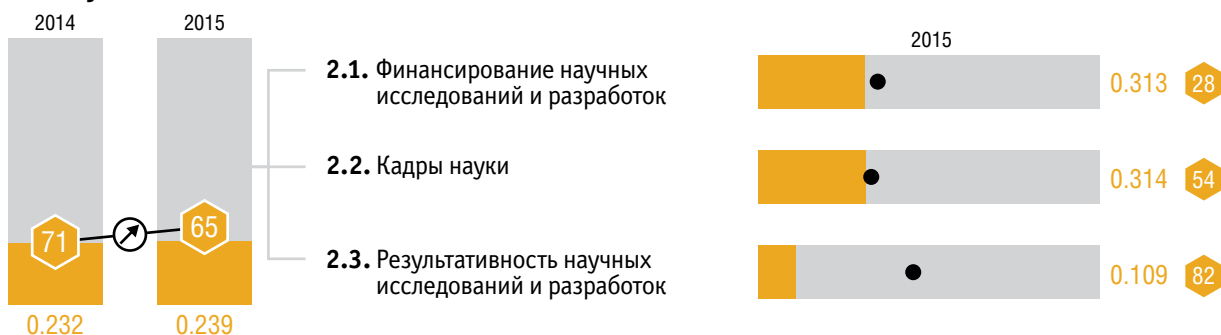 2014
2015
71
65
0.232
0.239
2.1. Финансирование научных
исследований и разработок
2.2. Кадры науки
2.3. Результативность научных
исследований и разработок
2015
0.313 28
0.314 54
0.109 82